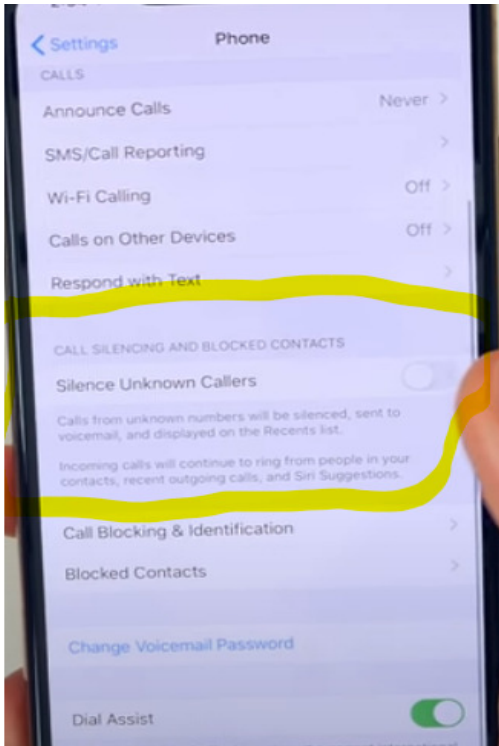 Settings
Phone
CALLS
Announce Calls Never
SMS/Call Reporting
Wi-Fi Calling Off
Calls on Other Devices Off
Respond with Text
CALL SILENCING AND BLOCKED CONTACTS
Silence Unknown Callers
Calls from unknown numbers will be silenced, sent to
voicemail, and displayed on the Recents list.
Incoming calls will continue to ring from people in your
contacts, recent outgoing calls, and Siri Suggestions.
Call Blocking & Identification
Blocked Contacts
Change Voicemail Password
Dial Assist